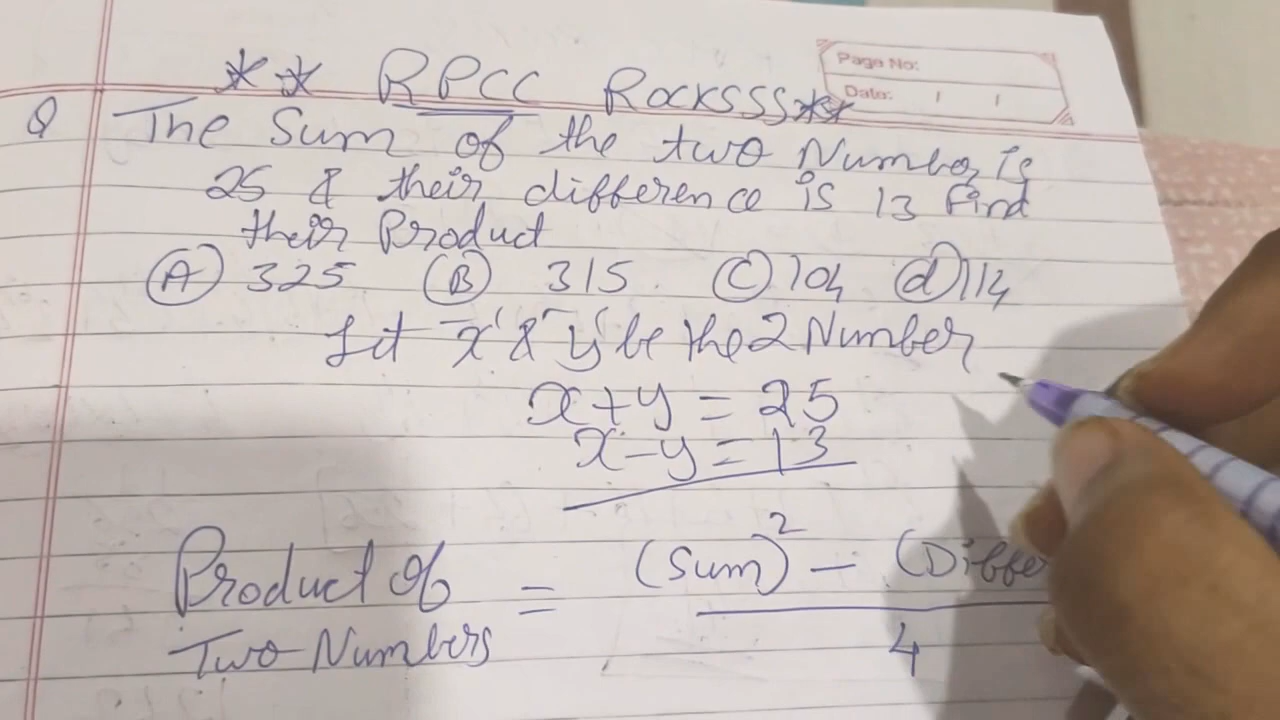 ** RPCC Rocksss**
Page No:
Date:
Q The Sum of the two Number is
25 & their difference is 13 Find
their Product
(A) 325 (B) 315. (C) 104 (d) 114
Let 'x' & 'y' be the 2 Number
x+y = 25
x-y = 13
Product of Two Numbers = (Sum)² - (Differ
4